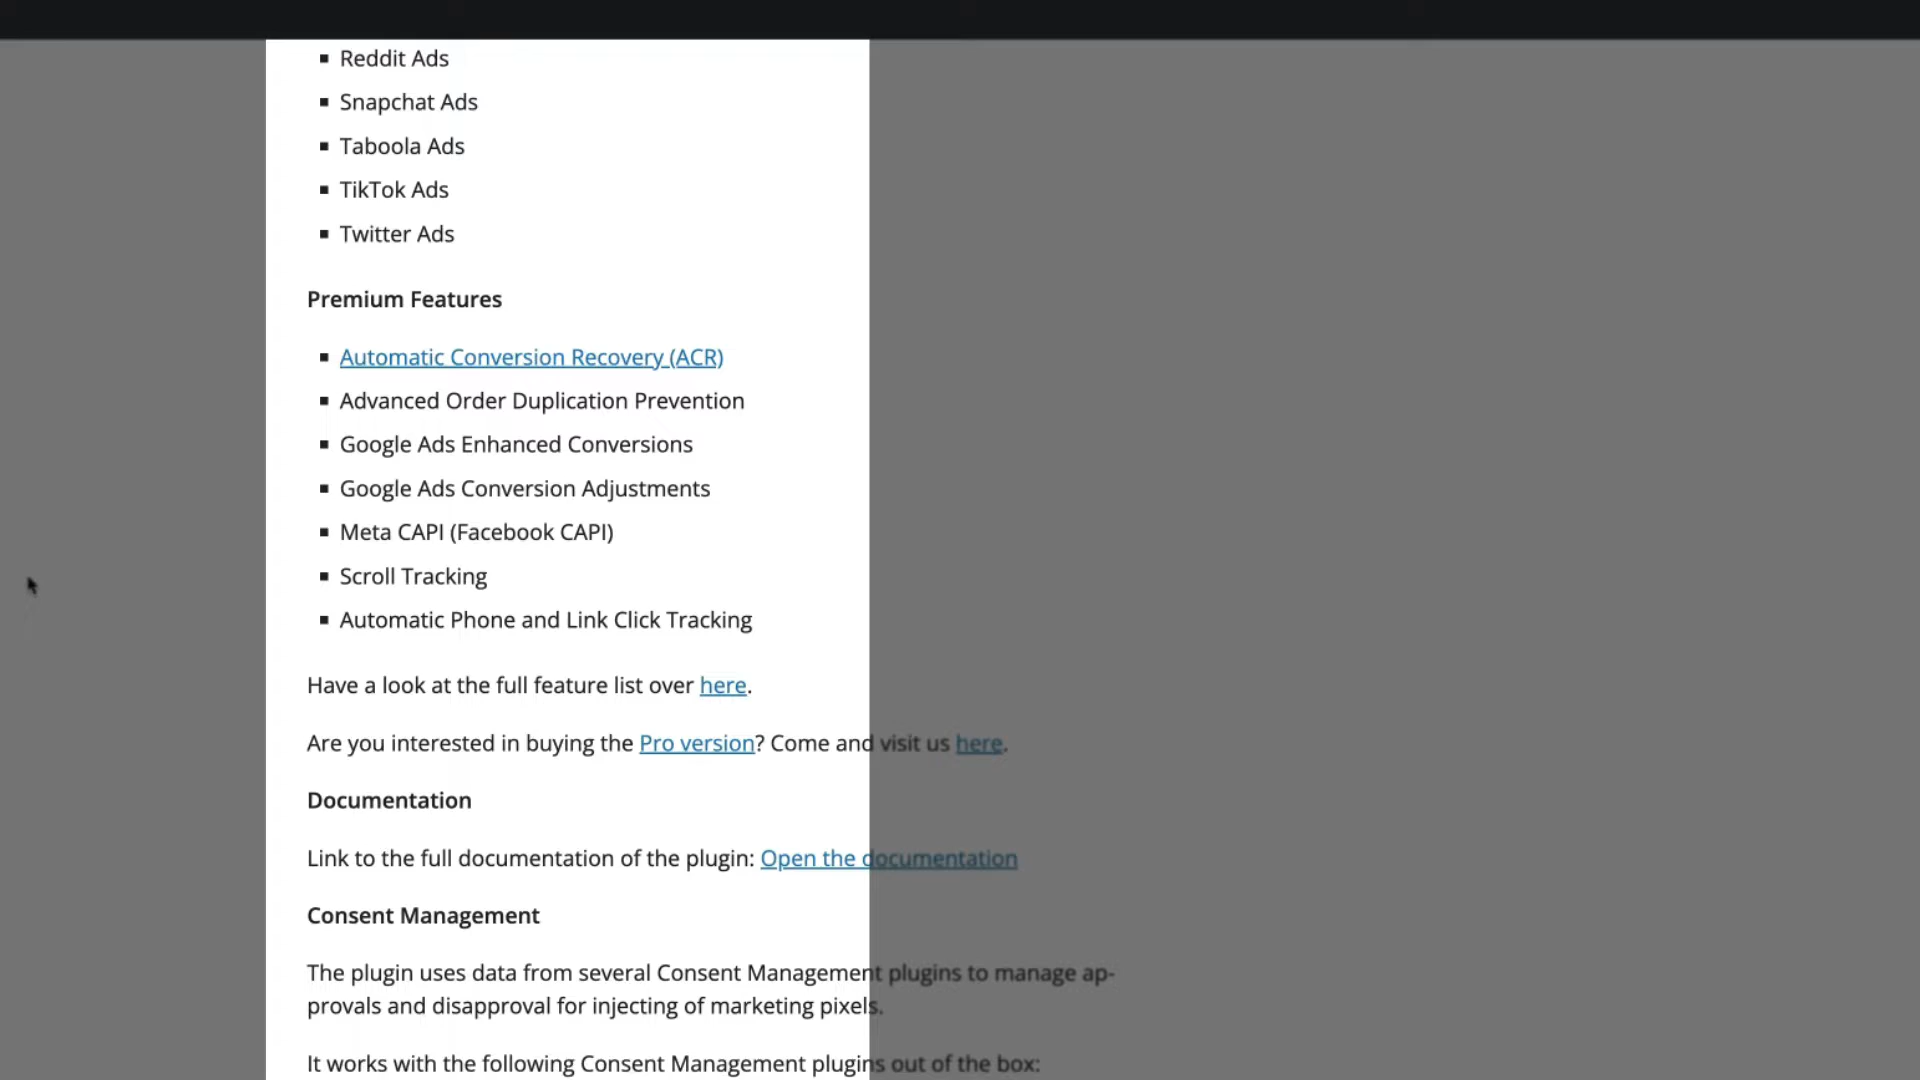 Reddit Ads
Snapchat Ads
Taboola Ads
TikTok Ads
Twitter Ads
Premium Features
Automatic Conversion Recovery (ACR)
Advanced Order Duplication Prevention
Google Ads Enhanced Conversions
Google Ads Conversion Adjustments
Meta CAPI (Facebook CAPI)
Scroll Tracking
Automatic Phone and Link Click Tracking
Have a look at the full feature list over here.
Are you interested in buying the Pro version? Come and visit us here.
Documentation
Link to the full documentation of the plugin: Open the documentation
Consent Management
The plugin uses data from several Consent Management plugins to manage ap-
provals and disapproval for injecting of marketing pixels.
It works with the following Consent Management plugins out of the box: